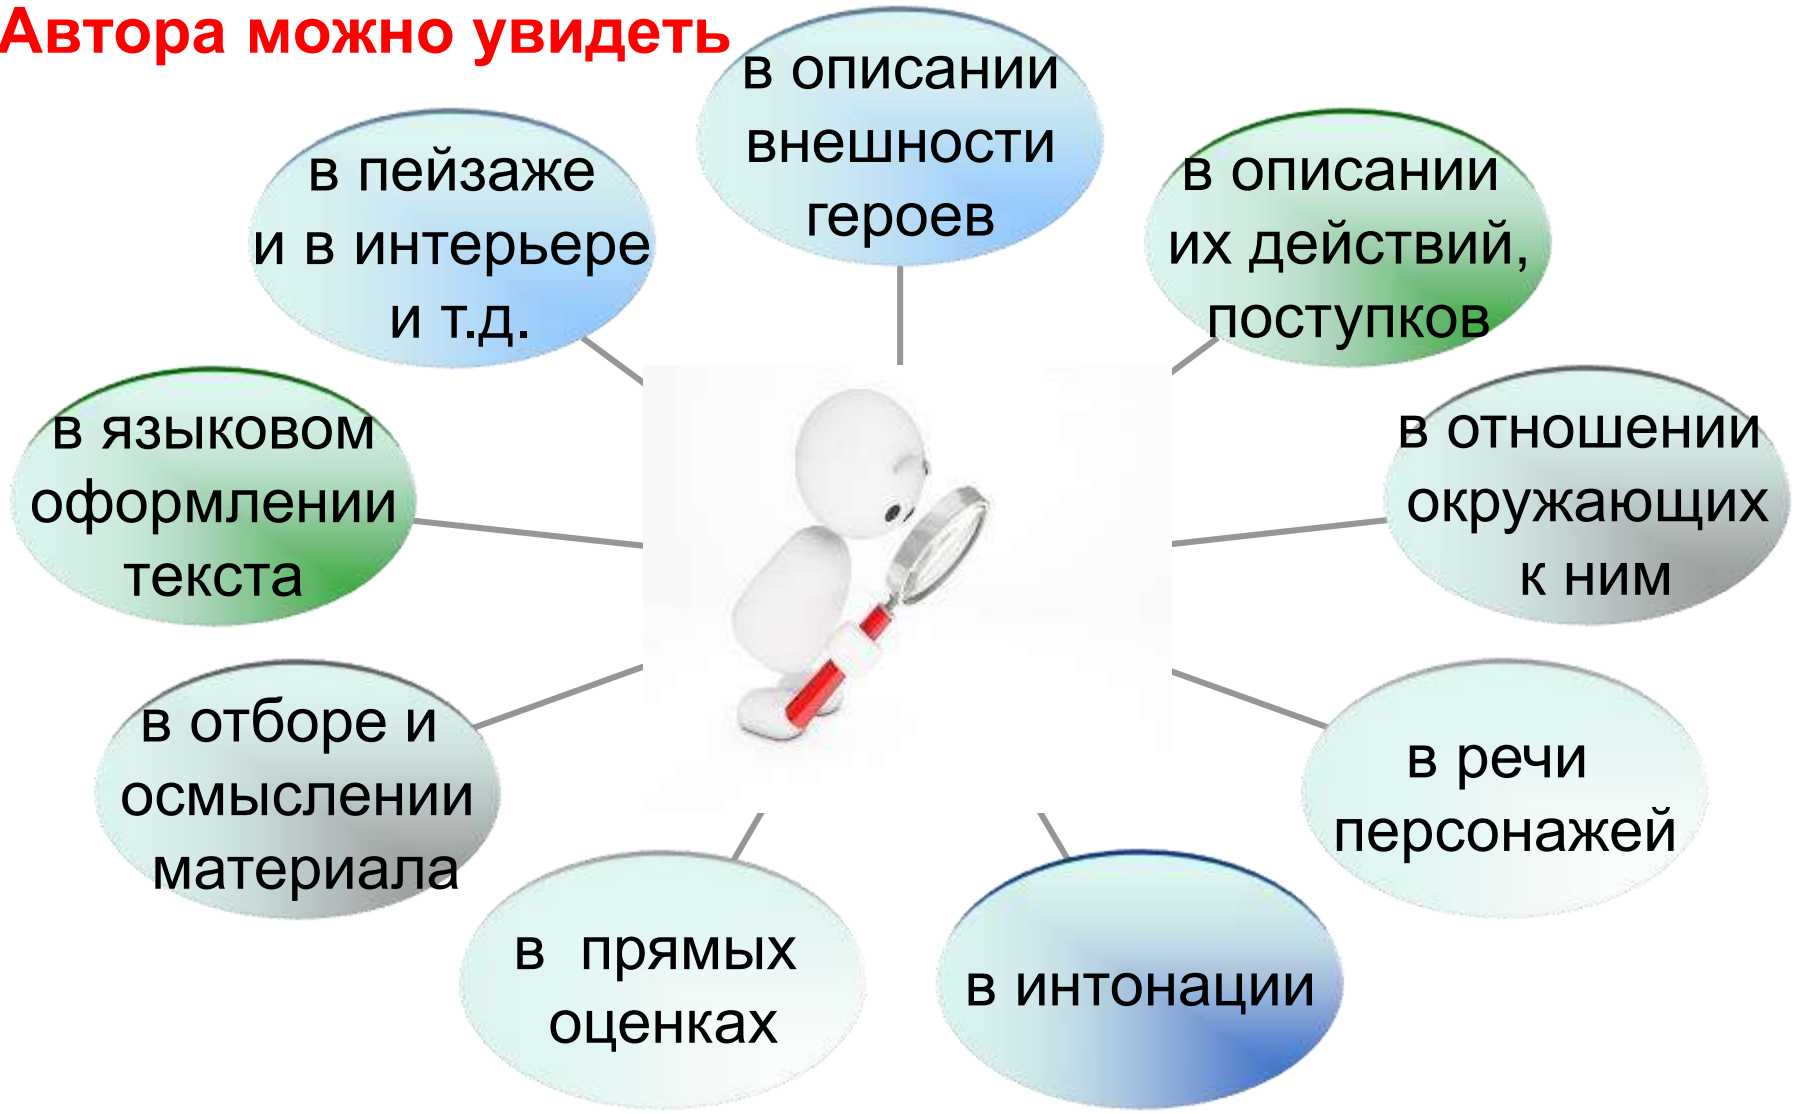 Автора можно увидеть
в описании
внешности
героев
в описании
их действий,
поступков
в отношении
окружающих
к ним
в речи
персонажей
в интонации
в прямых
оценках
в отборе и
осмыслении
материала
в языковом
оформлении
текста
в пейзаже
и в интерьере
и т.д.